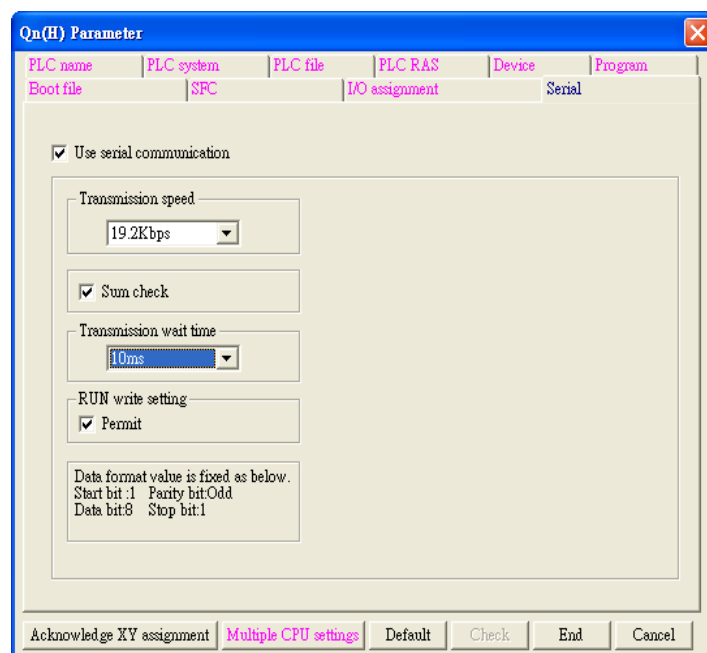 Qn(H) Parameter
PLC name PLC system PLC file PLC RAS Device Program
Boot file SFC I/O assignment Serial
Use serial communication
Transmission speed
19.2Kbps
Sum check
Transmission wait time
10ms
RUN write setting
Permit
Data format value is fixed as below.
Start bit :1 Parity bit:Odd
Data bit:8 Stop bit:1
Acknowledge XY assignment Multiple CPU settings Default Check End Cancel